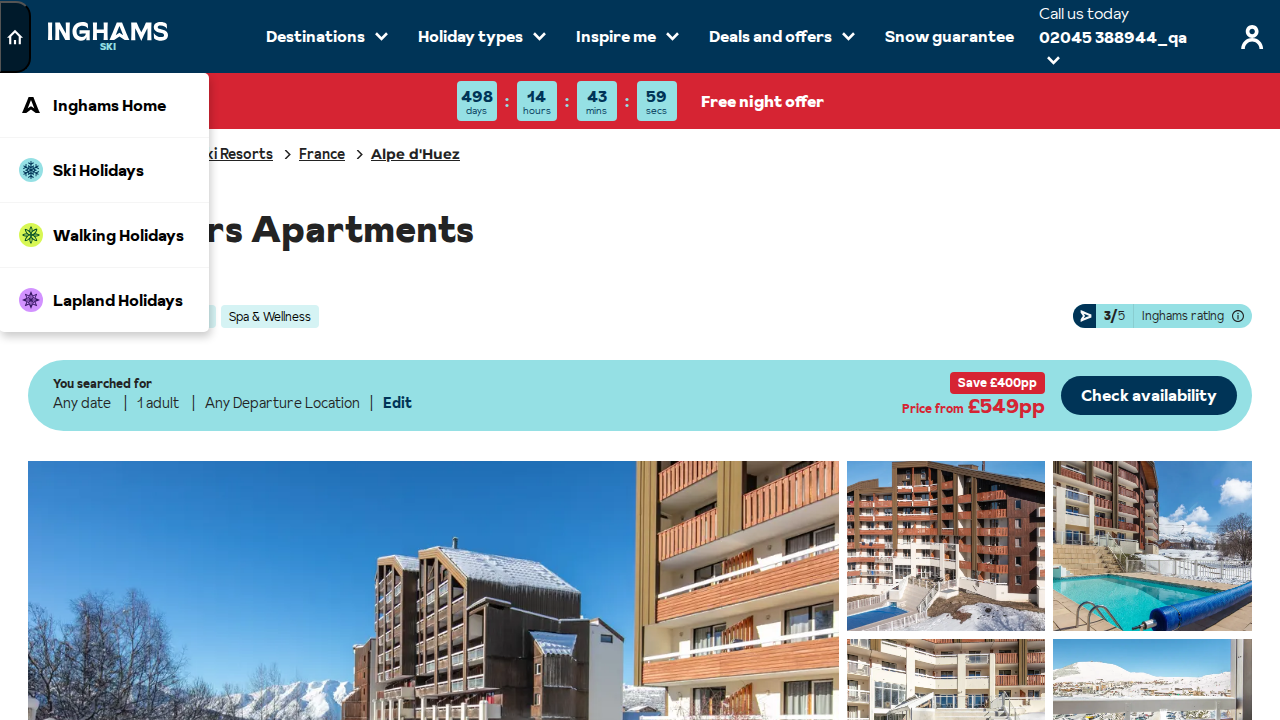 INGHAMS
SKI
Destinations
Holiday types
Inspire me
Deals and offers
Snow guarantee
Call us today
02045 388944_qa
498 days : 14 hours : 43 mins : 59 secs
Free night offer
Inghams Home
Ski Holidays
Walking Holidays
Lapland Holidays
ki Resorts
France
Alpe d'Huez
rs Apartments
Spa & Wellness
3/5
Inghams rating
You searched for
Any date | 1 adult | Any Departure Location | Edit
Save £400pp
Price from £549pp
Check availability